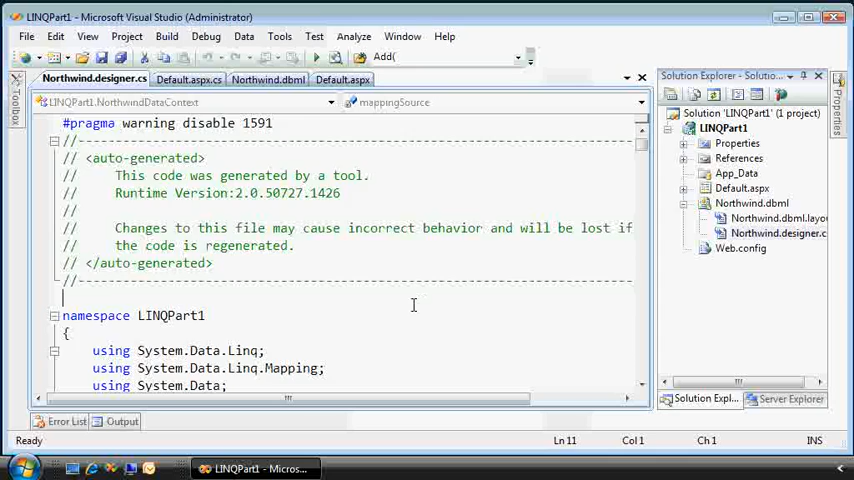 LINQPart1 - Microsoft Visual Studio (Administrator)
File Edit View Project Build Debug Data Tools Test Analyze Window Help
Add(
Northwind.designer.cs Default.aspx.cs Northwind.dbml Default.aspx
LINQPart1.NorthwindDataContext mappingSource
#pragma warning disable 1591
//------------------------------------------------------------------------------
// <auto-generated>
//     This code was generated by a tool.
//     Runtime Version:2.0.50727.1426
//
//     Changes to this file may cause incorrect behavior and will be lost if
//     the code is regenerated.
// </auto-generated>
//------------------------------------------------------------------------------
namespace LINQPart1
{
using System.Data.Linq;
using System.Data.Linq.Mapping;
using System.Data;
Toolbox
Solution Explorer - Solutio...
Solution 'LINQPart1' (1 project)
LINQPart1
Properties
References
App_Data
Default.aspx
Northwind.dbml
Northwind.dbml.layou
Northwind.designer.c
Web.config
Properties
Solution Expl... Server Explorer
Error List Output
Ready Ln 11 Col 1 Ch 1 INS
LINQPart1 - Micros...